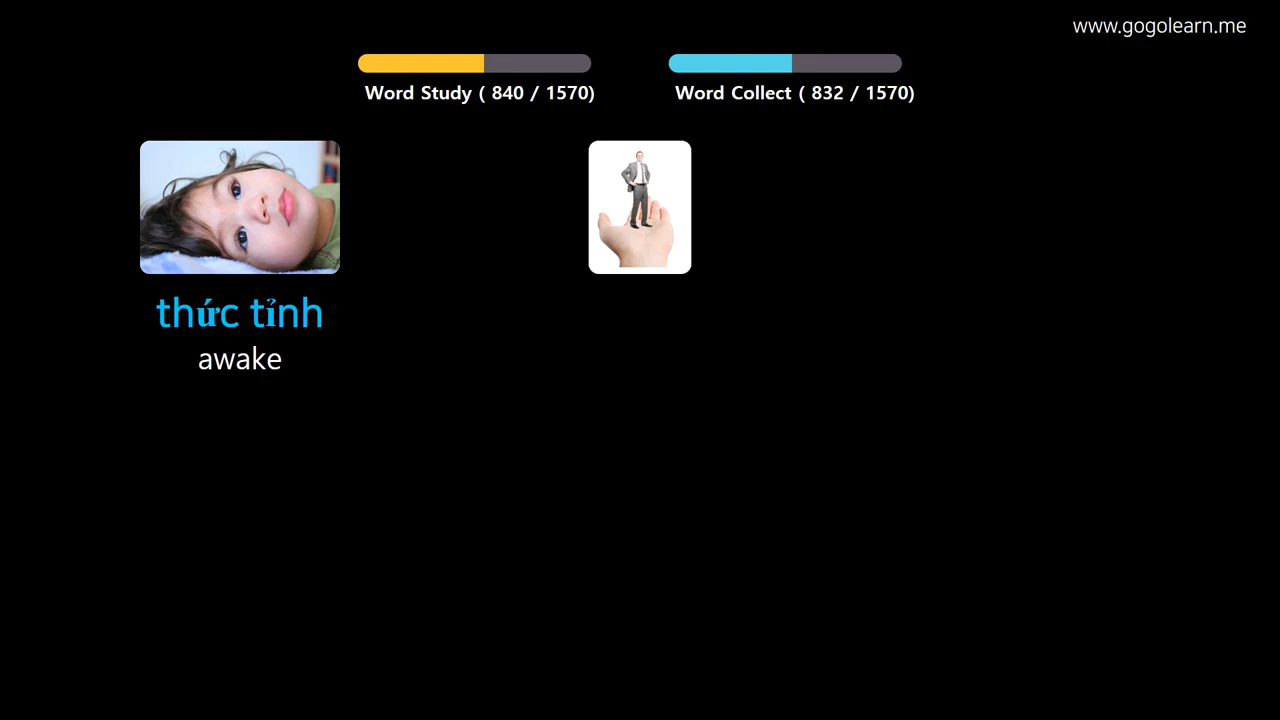 www.gogolearn.me
Word Study ( 840 / 1570)
Word Collect ( 832 / 1570)
thức tỉnh
awake